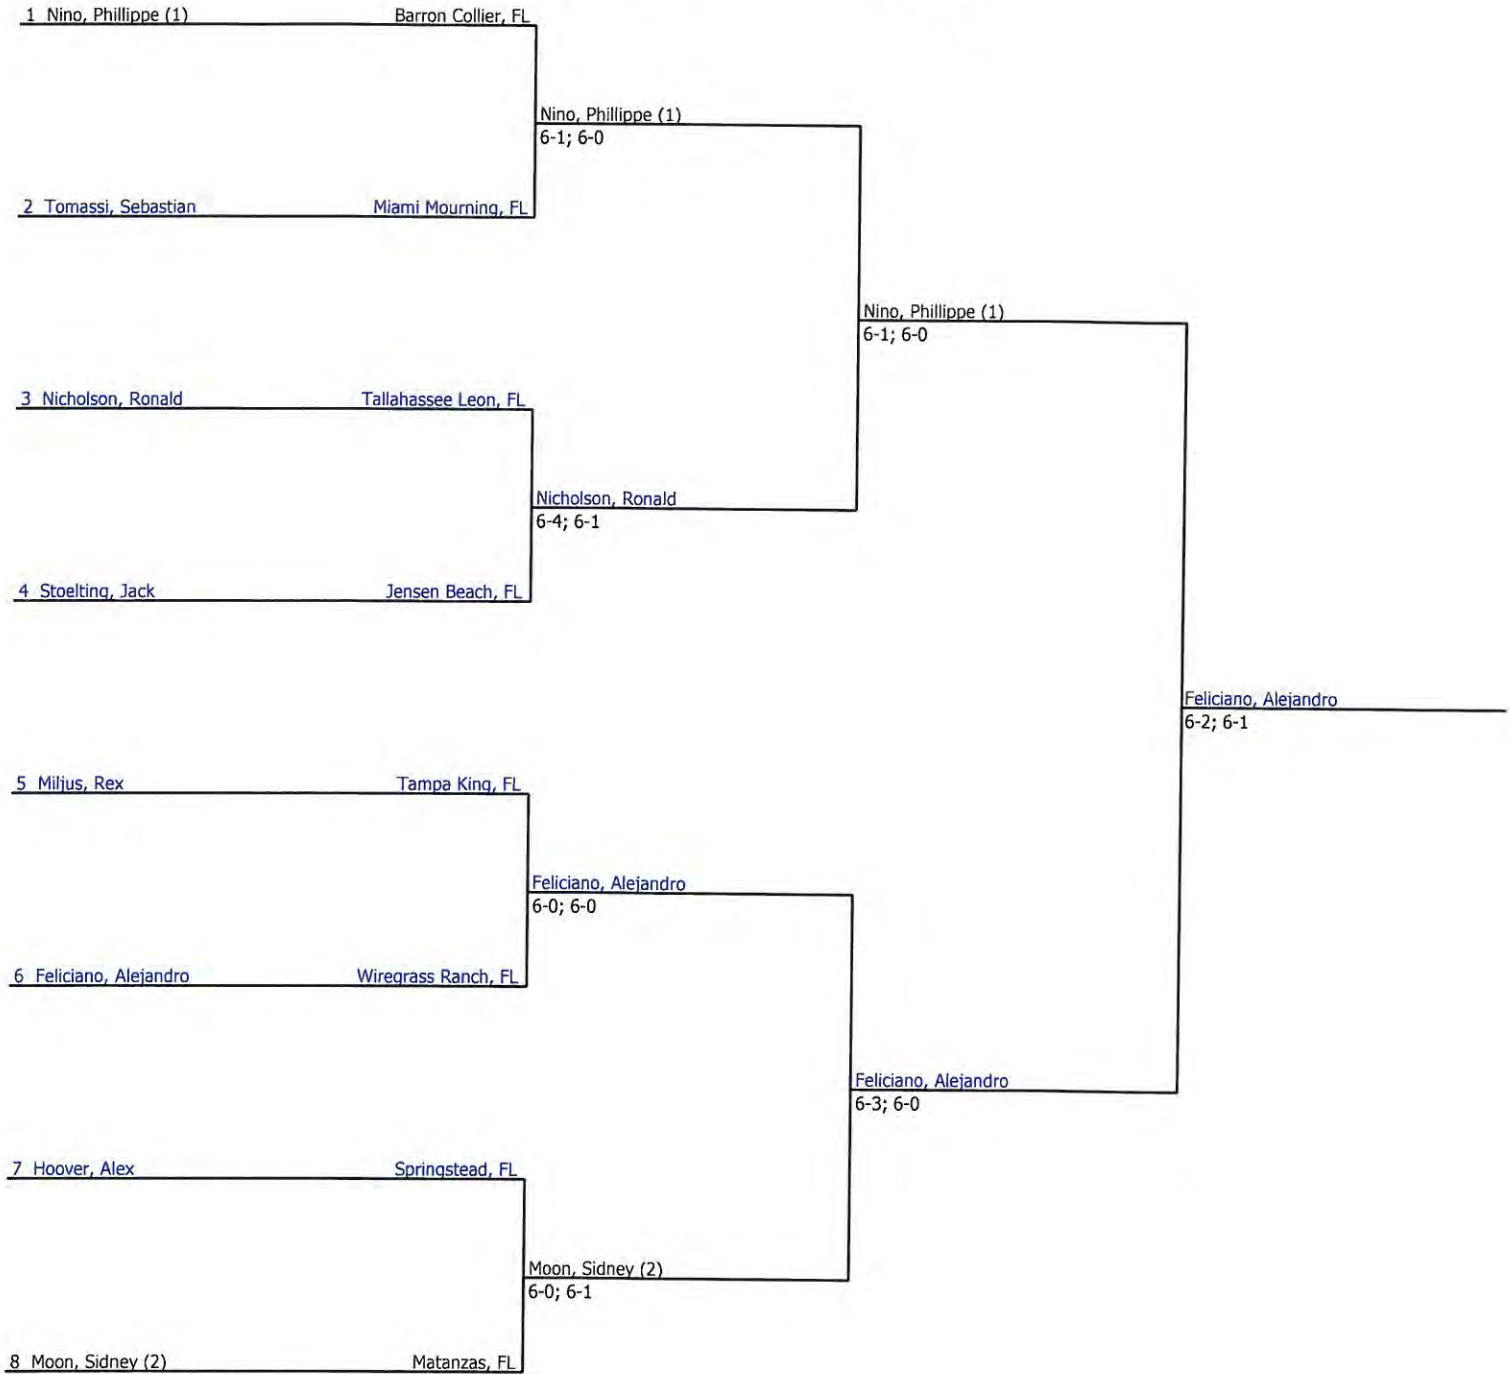 1 Nino, Phillippe (1) Barron Collier, FL
Nino, Phillippe (1)
6-1; 6-0
2 Tomassi, Sebastian Miami Mourning, FL
Nino, Phillippe (1)
6-1; 6-0
3 Nicholson, Ronald Tallahassee Leon, FL
Nicholson, Ronald
6-4; 6-1
4 Stoelting, Jack Jensen Beach, FL
Feliciano, Alejandro
6-2; 6-1
5 Miljus, Rex Tampa King, FL
Feliciano, Alejandro
6-0; 6-0
6 Feliciano, Alejandro Wiregrass Ranch, FL
Feliciano, Alejandro
6-3; 6-0
7 Hoover, Alex Springstead, FL
Moon, Sidney (2)
6-0; 6-1
8 Moon, Sidney (2) Matanzas, FL